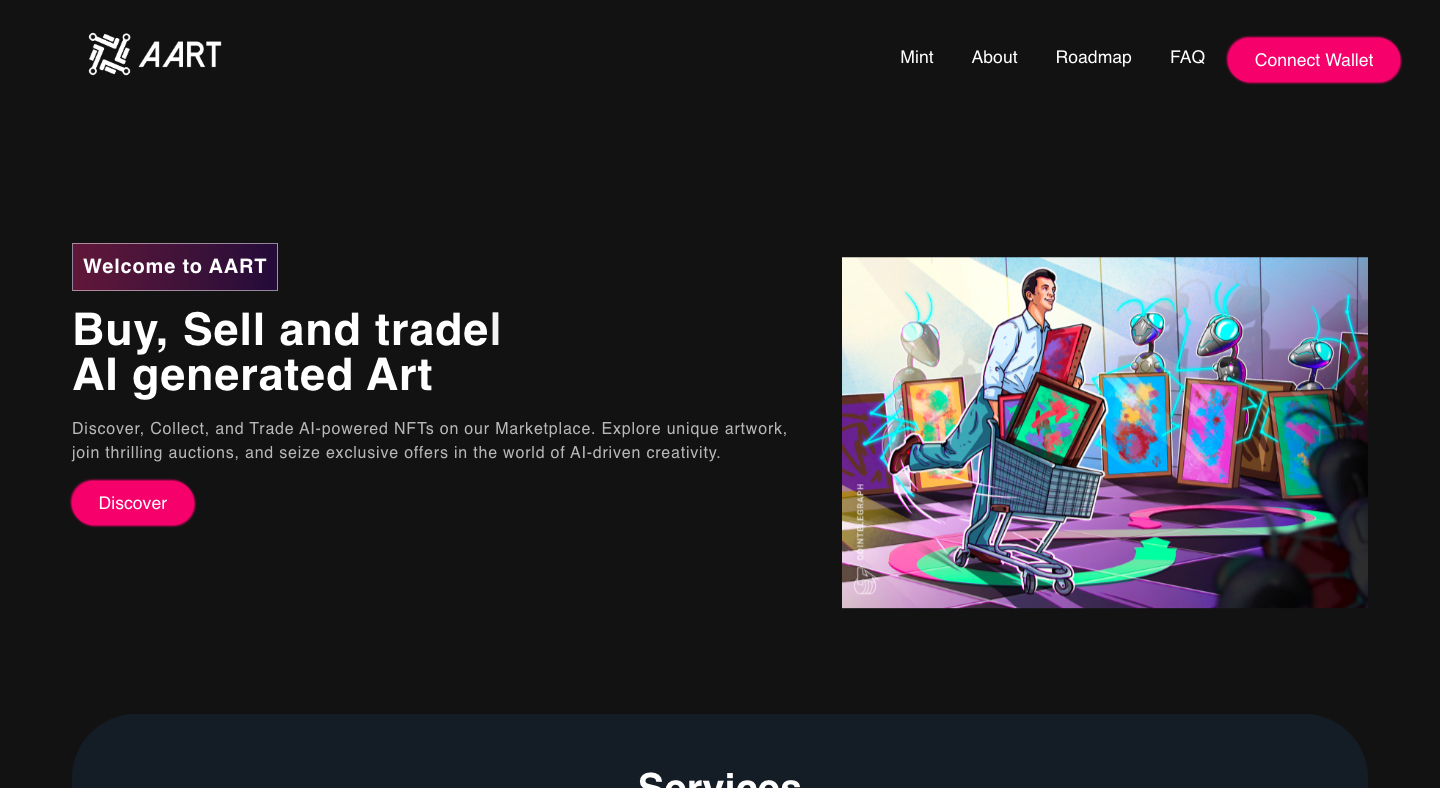 AART
Mint
About
Roadmap
FAQ
Connect Wallet
Welcome to AART
Buy, Sell and tradel
AI generated Art
Discover, Collect, and Trade AI-powered NFTs on our Marketplace. Explore unique artwork,
join thrilling auctions, and seize exclusive offers in the world of AI-driven creativity.
Discover
COINTELEGRAPH
Services